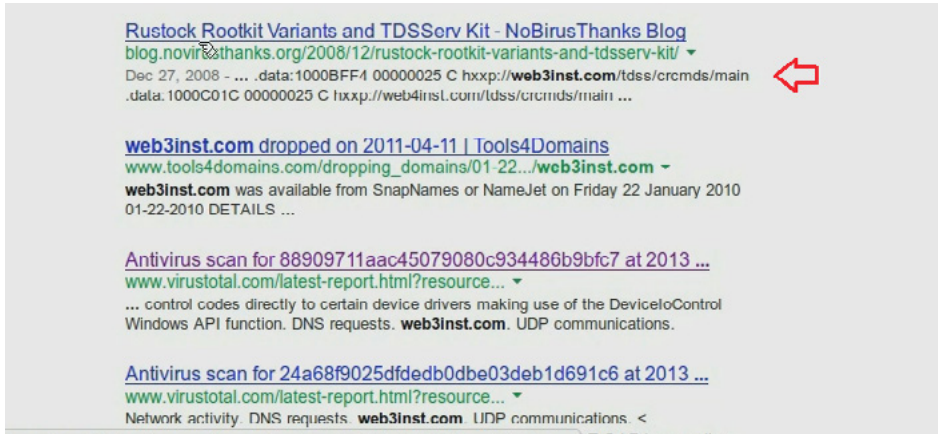 Rustock Rootkit Variants and TDSServ Kit - NoBirusThanks Blog
blog.novirusthanks.org/2008/12/rustock-rootkit-variants-and-tdsserv-kit/
Dec 27, 2008 - ... .data:1000BFF4 00000025 C hxxp://web3inst.com/tdss/crcmds/main
.data:1000C01C 00000025 C hxxp://web4inst.com/tdss/crcmds/main ...
web3inst.com dropped on 2011-04-11 | Tools4Domains
www.tools4domains.com/dropping_domains/01-22.../web3inst.com
web3inst.com was available from SnapNames or NameJet on Friday 22 January 2010
01-22-2010 DETAILS ...
Antivirus scan for 88909711aac45079080c934486b9bfc7 at 2013 ...
www.virustotal.com/latest-report.html?resource...
... control codes directly to certain device drivers making use of the DeviceIoControl
Windows API function. DNS requests. web3inst.com. UDP communications.
Antivirus scan for 24a68f9025dfdedb0dbe03deb1d691c6 at 2013 ...
www.virustotal.com/latest-report.html?resource...
Network activity. DNS requests. web3inst.com. UDP communications. <